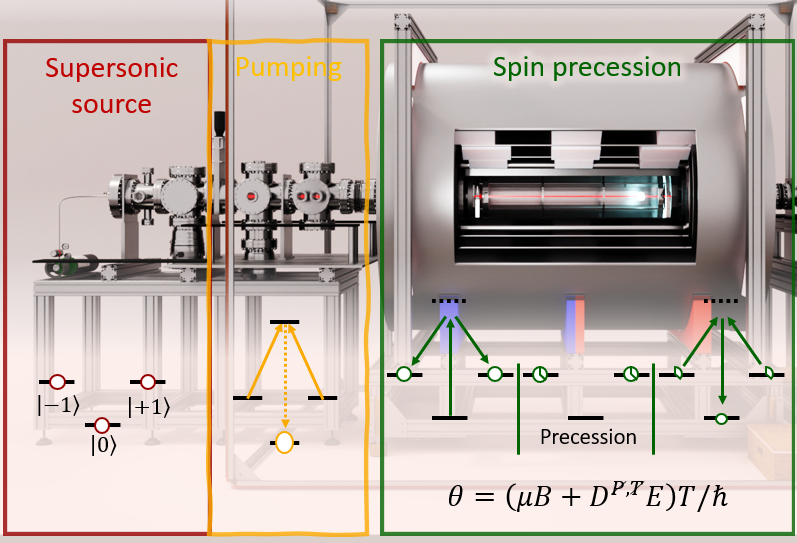 Supersonic
source
Pumping
Spin precession
|−1⟩
|+1⟩
|0⟩
Precession
θ = (μB + D^{P̸,T̸}E)T/ħ